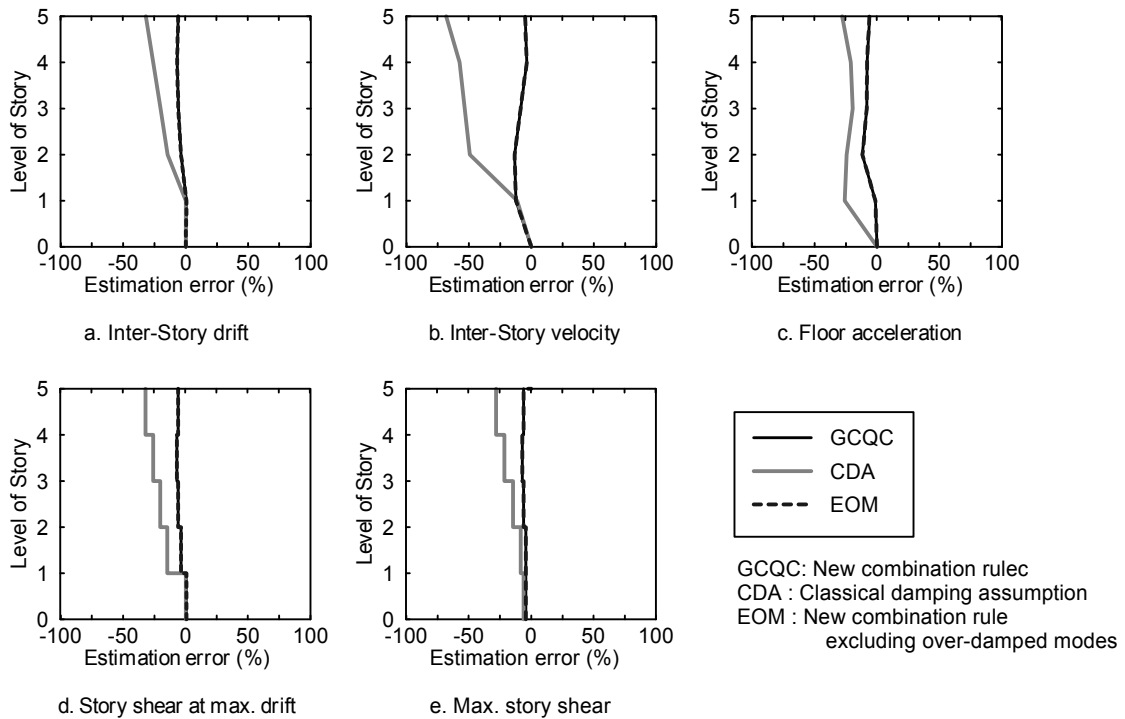 5
4
3
2
1
0
Level of Story
-100 -50 0 50 100
Estimation error (%)
a. Inter-Story drift
5
4
3
2
1
0
Level of Story
-100 -50 0 50 100
Estimation error (%)
b. Inter-Story velocity
5
4
3
2
1
0
Level of Story
-100 -50 0 50 100
Estimation error (%)
c. Floor acceleration
5
4
3
2
1
0
Level of Story
-100 -50 0 50 100
Estimation error (%)
d. Story shear at max. drift
5
4
3
2
1
0
Level of Story
-100 -50 0 50 100
Estimation error (%)
e. Max. story shear
GCQC
CDA
EOM
GCQC: New combination rulec
CDA : Classical damping assumption
EOM : New combination rule
excluding over-damped modes